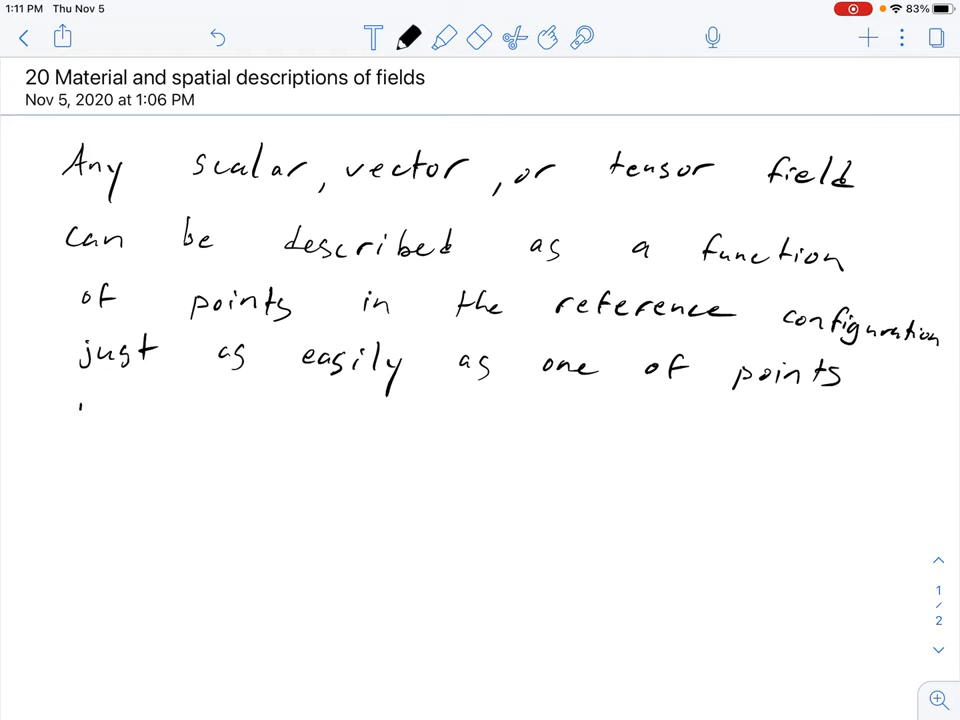 1:11 PM Thu Nov 5 83%
T
20 Material and spatial descriptions of fields
Nov 5, 2020 at 1:06 PM
Any scalar, vector, or tensor field
can be described as a function
of points in the reference configuration
just as easily as one of points
1
/
2